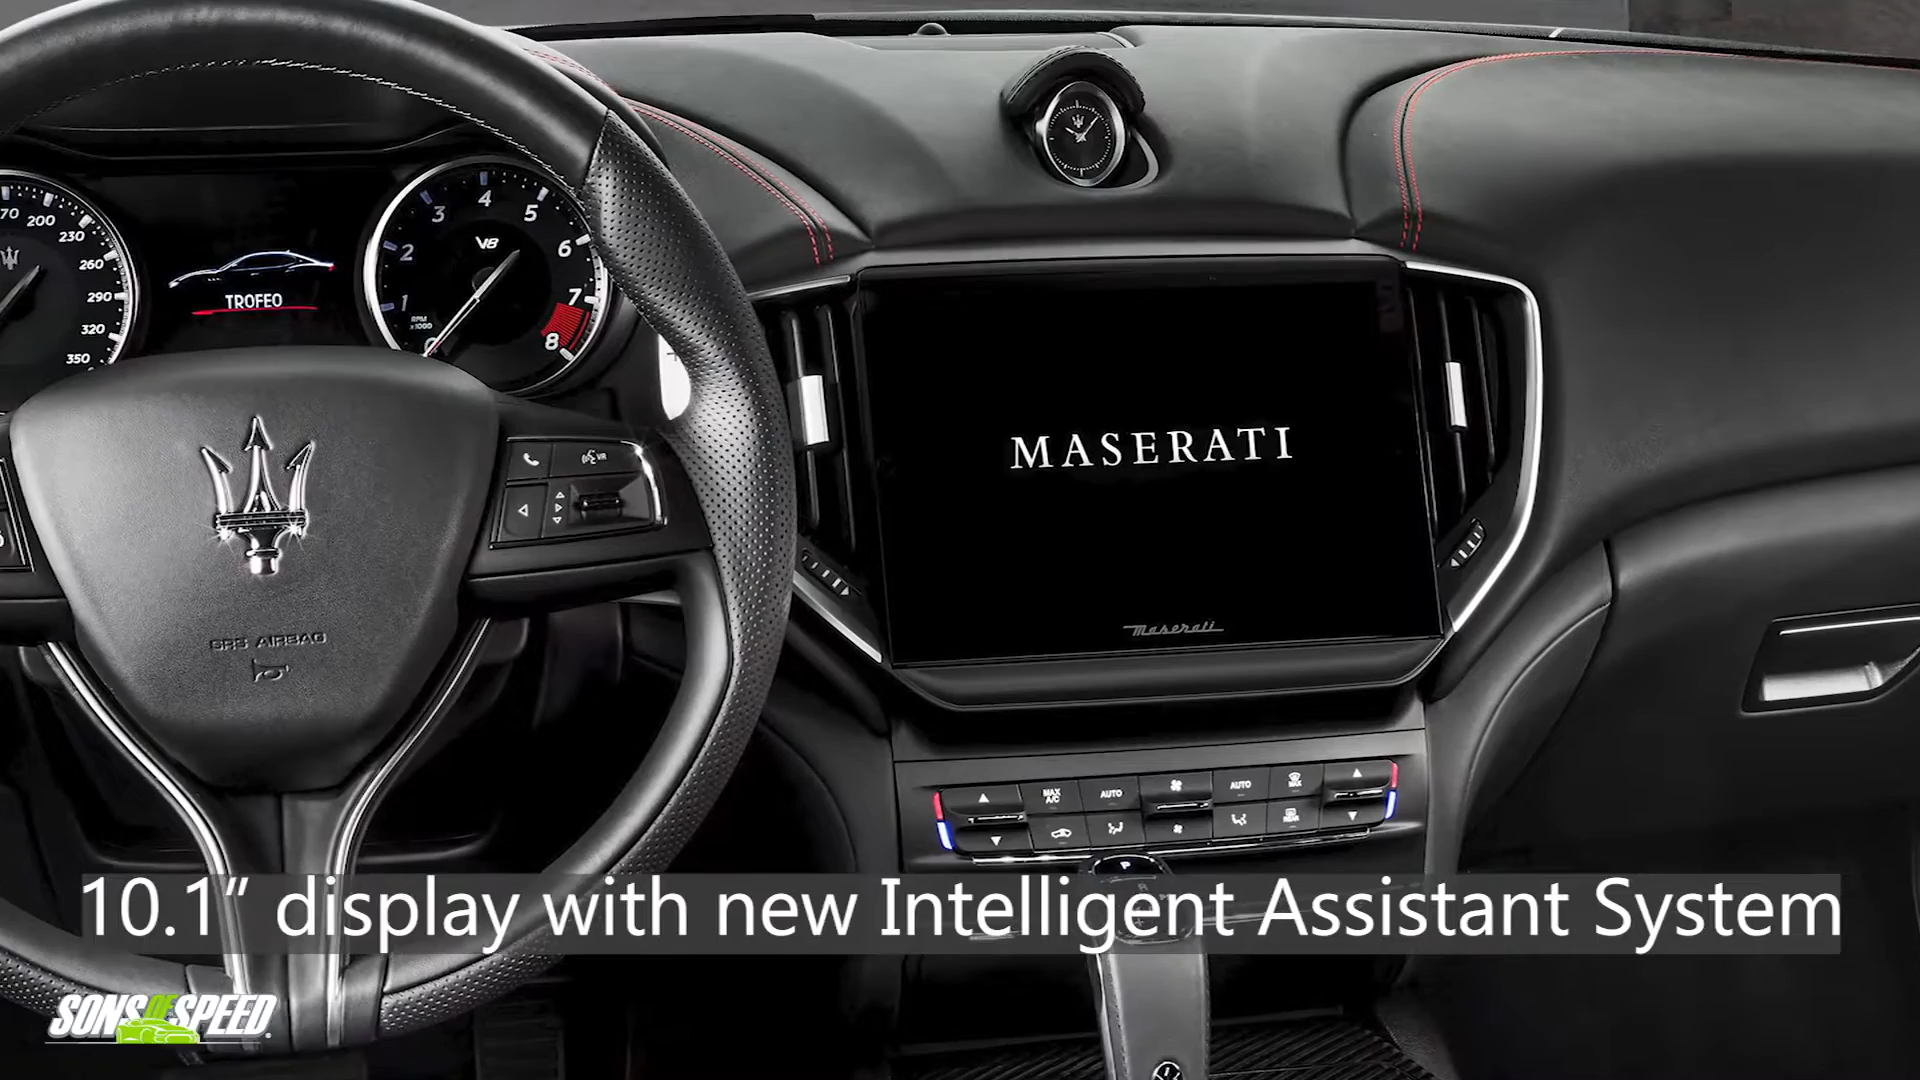 70 200 230 260 290 320 350
TROFEO
1 2 3 4 5 6 7 8
V8
RPM
x1000
VR
SRS AIRBAG
MASERATI
Maserati
MAX A/C
AUTO
AUTO
MAX
REAR
P
10.1“ display with new Intelligent Assistant System
SONS OF SPEED